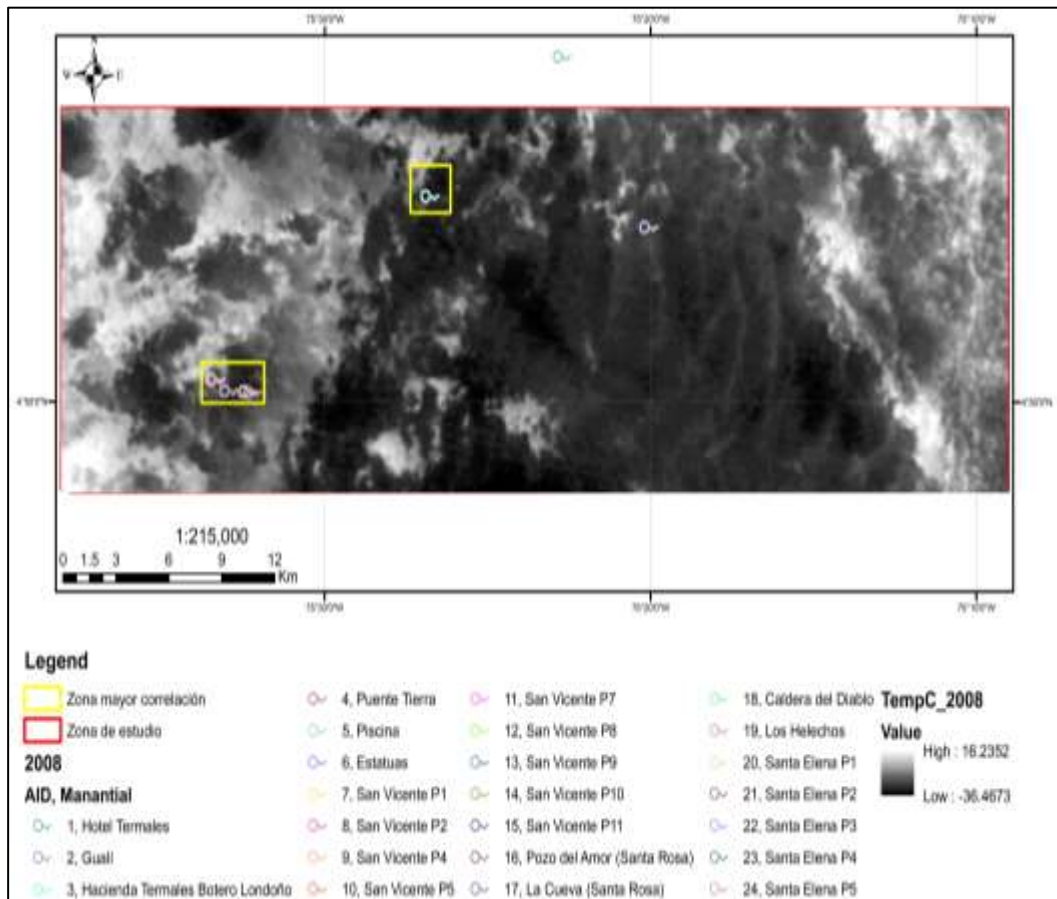 N
1:215,000
0 1.5 3 6 9 12
Km
Legend
Zona mayor correlación
Zona de estudio
2008
AID, Manantial
1, Hotel Termales
2, Gualí
3, Hacienda Termales Botero Londoño
4, Puente Tierra
5, Piscina
6, Estatuas
7, San Vicente P1
8, San Vicente P2
9, San Vicente P4
10, San Vicente P5
11, San Vicente P7
12, San Vicente P8
13, San Vicente P9
14, San Vicente P10
15, San Vicente P11
16, Pozo del Amor (Santa Rosa)
17, La Cueva (Santa Rosa)
18, Caldera del Diablo
19, Los Helechos
20, Santa Elena P1
21, Santa Elena P2
22, Santa Elena P3
23, Santa Elena P4
24, Santa Elena P5
TempC_2008
Value
High : 16.2352
Low : -36.4673